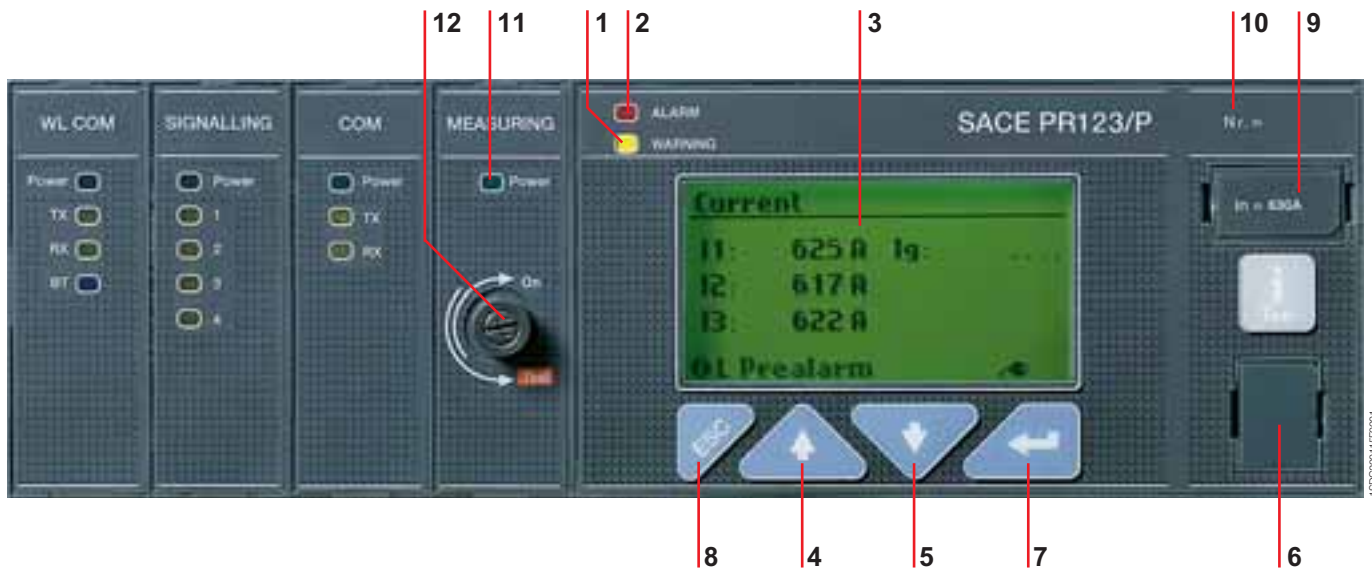 12 11 1 2 3 10 9
WL COM
Power
TX
RX
BT
SIGNALLING
Power
1
2
3
4
COM
Power
TX
RX
MEASURING
Power
On
ALARM
WARNING
SACE PR123/P
Current
I1: 625 A Ig: ....
I2: 617 A
I3: 622 A
L Prealarm
ESC
Nr. =
In = 630A
Test
8 4 5 7 6